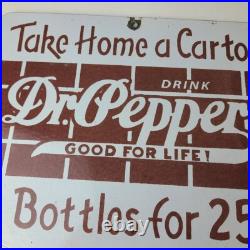 Take Home a Carto
DRINK
Dr.Pepper
GOOD FOR LIFE!
Bottles for 25